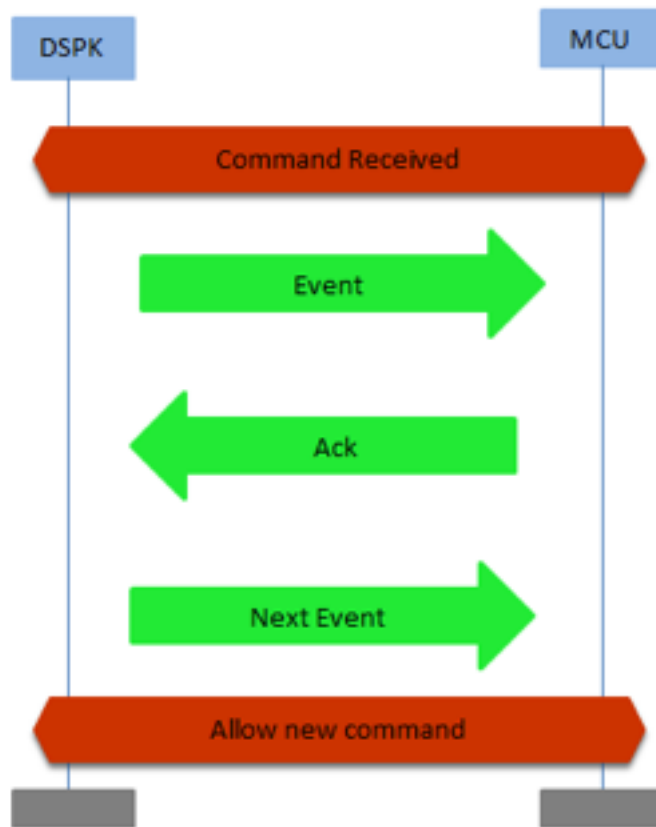 DSPK
MCU
Command Received
Event
Ack
Next Event
Allow new command